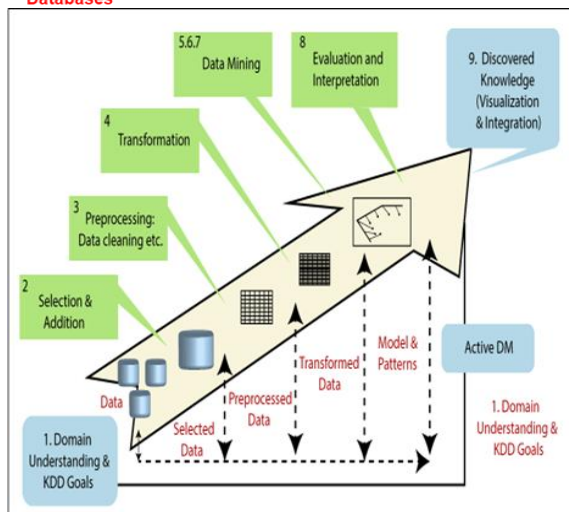 Databases
5.6.7
Data Mining
8
Evaluation and
Interpretation
9. Discovered
Knowledge
(Visualization
& Integration)
4
Transformation
3
Preprocessing:
Data cleaning etc.
2
Selection &
Addition
Data
Selected
Data
Preprocessed
Data
Transformed
Data
Model &
Patterns
Active DM
1. Domain
Understanding &
KDD Goals
1. Domain
Understanding &
KDD Goals